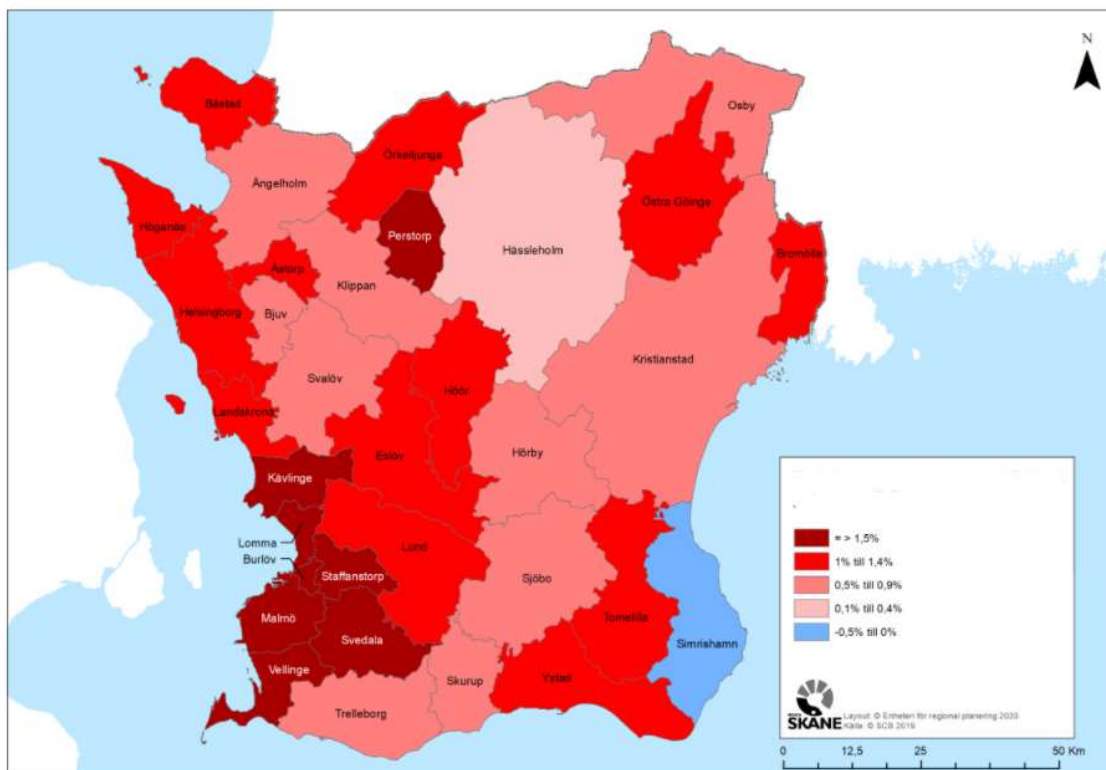 N
Båstad
Osby
Örkelljunga
Ängelholm
Östra Göinge
Höganäs
Perstorp
Bromölla
Hässleholm
Åstorp
Klippan
Helsingborg
Bjuv
Kristianstad
Svalöv
Höör
Landskrona
Hörby
Eslöv
Kävlinge
Lomma
Lund
Burlöv
Staffanstorp
Sjöbo
Malmö
Tomelilla
Svedala
Simrishamn
Vellinge
Skurup
Ystad
Trelleborg
= > 1,5%
1% till 1,4%
0,5% till 0,9%
0,1% till 0,4%
-0,5% till 0%
SKÅNE
Layout: © Enheten för regional planering 2020
Källa: © SCB 2019
0 12,5 25 50 Km